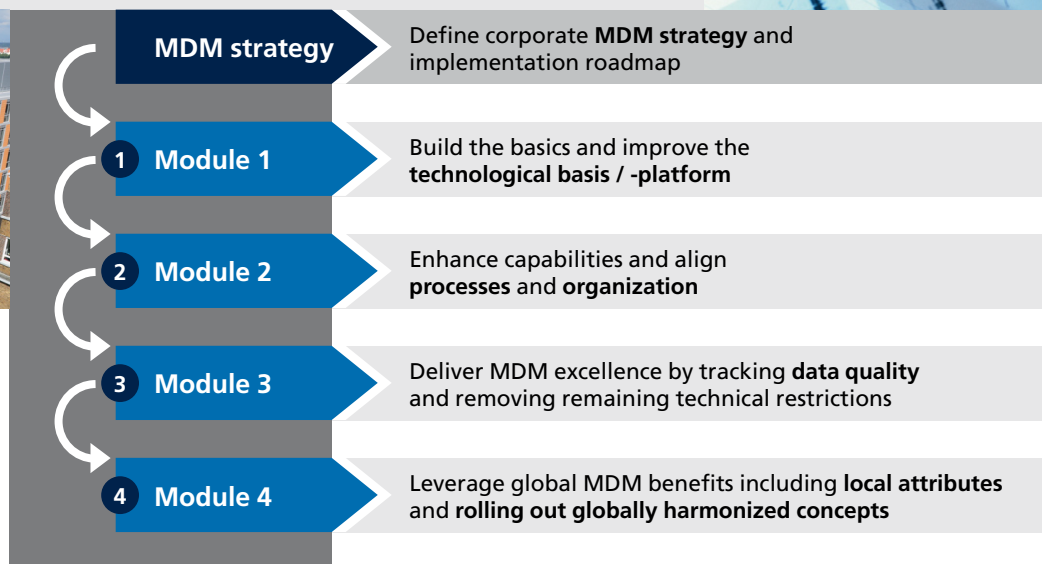 MDM strategy
Define corporate MDM strategy and
implementation roadmap
1
Module 1
Build the basics and improve the
technological basis / -platform
2
Module 2
Enhance capabilities and align
processes and organization
3
Module 3
Deliver MDM excellence by tracking data quality
and removing remaining technical restrictions
4
Module 4
Leverage global MDM benefits including local attributes
and rolling out globally harmonized concepts